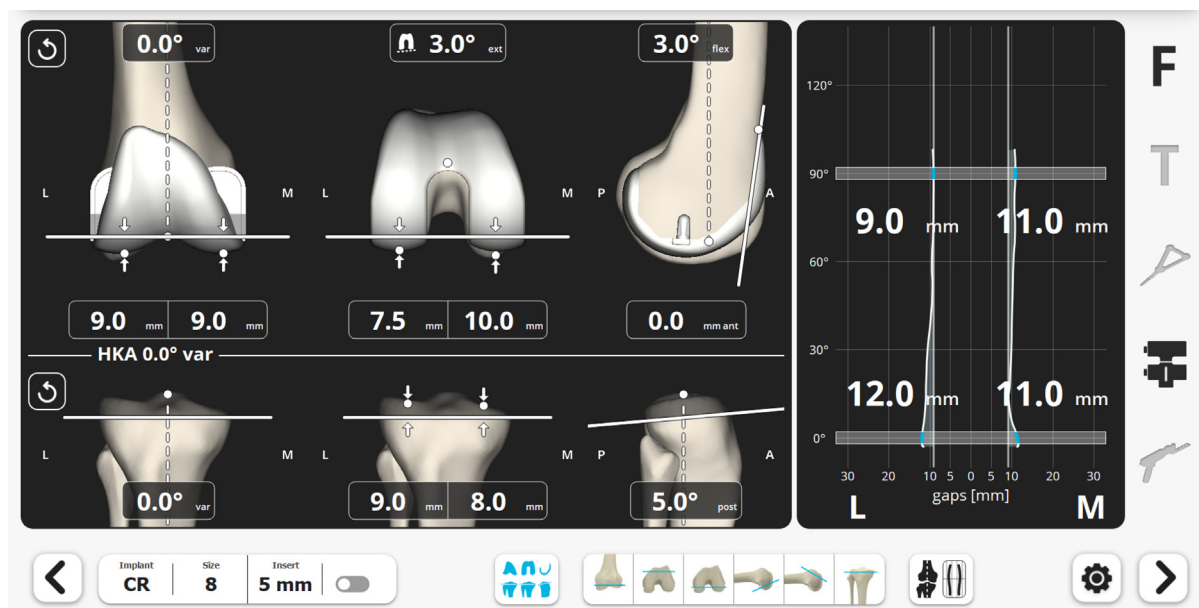 0.0° var
3.0° ext
3.0° flex
L M
L M
P A
9.0 mm 9.0 mm
7.5 mm 10.0 mm
0.0 mm ant
HKA 0.0° var
L M
L M
P A
0.0° var
9.0 mm 8.0 mm
5.0° post
120°
90°
9.0 mm 11.0 mm
60°
30°
12.0 mm 11.0 mm
0°
30 20 10 5 0 5 10 20 30
gaps [mm]
L M
F
T
Implant Size Insert
CR 8 5 mm